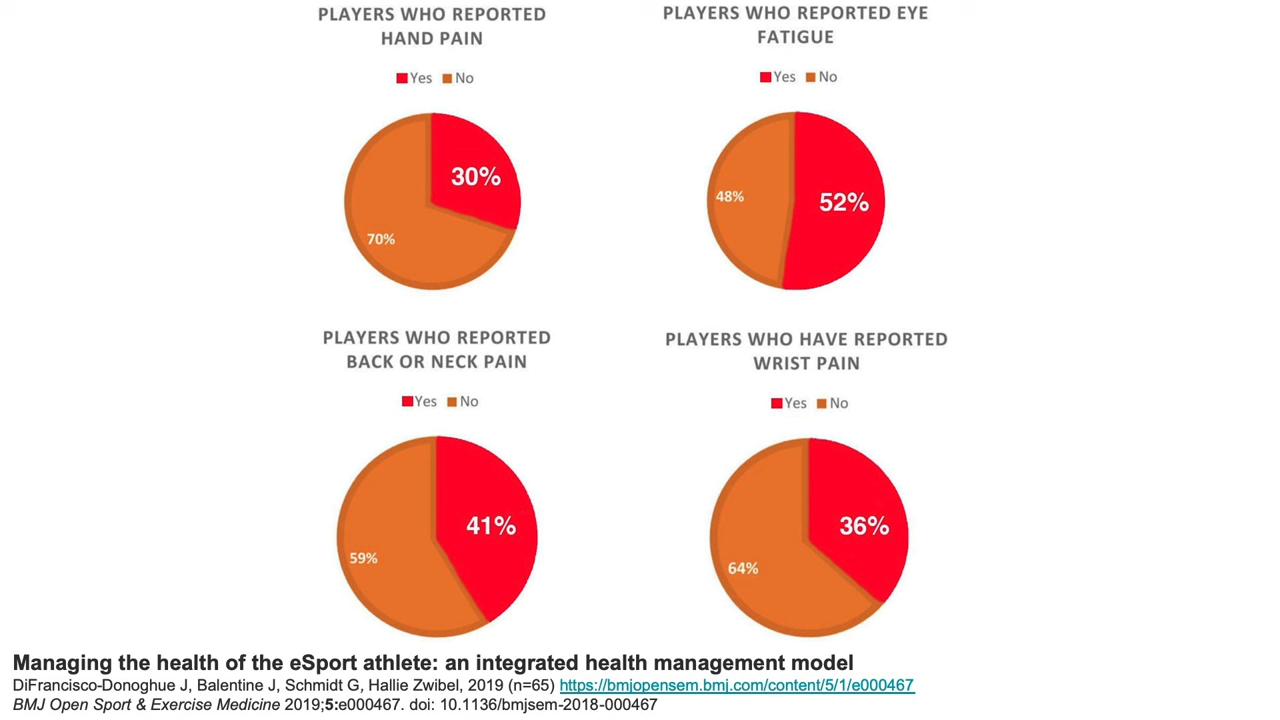 PLAYERS WHO REPORTED
HAND PAIN
Yes No
30%
70%
PLAYERS WHO REPORTED EYE
FATIGUE
Yes No
48%
52%
PLAYERS WHO REPORTED
BACK OR NECK PAIN
Yes No
41%
59%
PLAYERS WHO HAVE REPORTED
WRIST PAIN
Yes No
36%
64%
Managing the health of the eSport athlete: an integrated health management model
DiFrancisco-Donoghue J, Balentine J, Schmidt G, Hallie Zwibel, 2019 (n=65) https://bmjopensem.bmj.com/content/5/1/e000467
BMJ Open Sport & Exercise Medicine 2019;5:e000467. doi: 10.1136/bmjsem-2018-000467